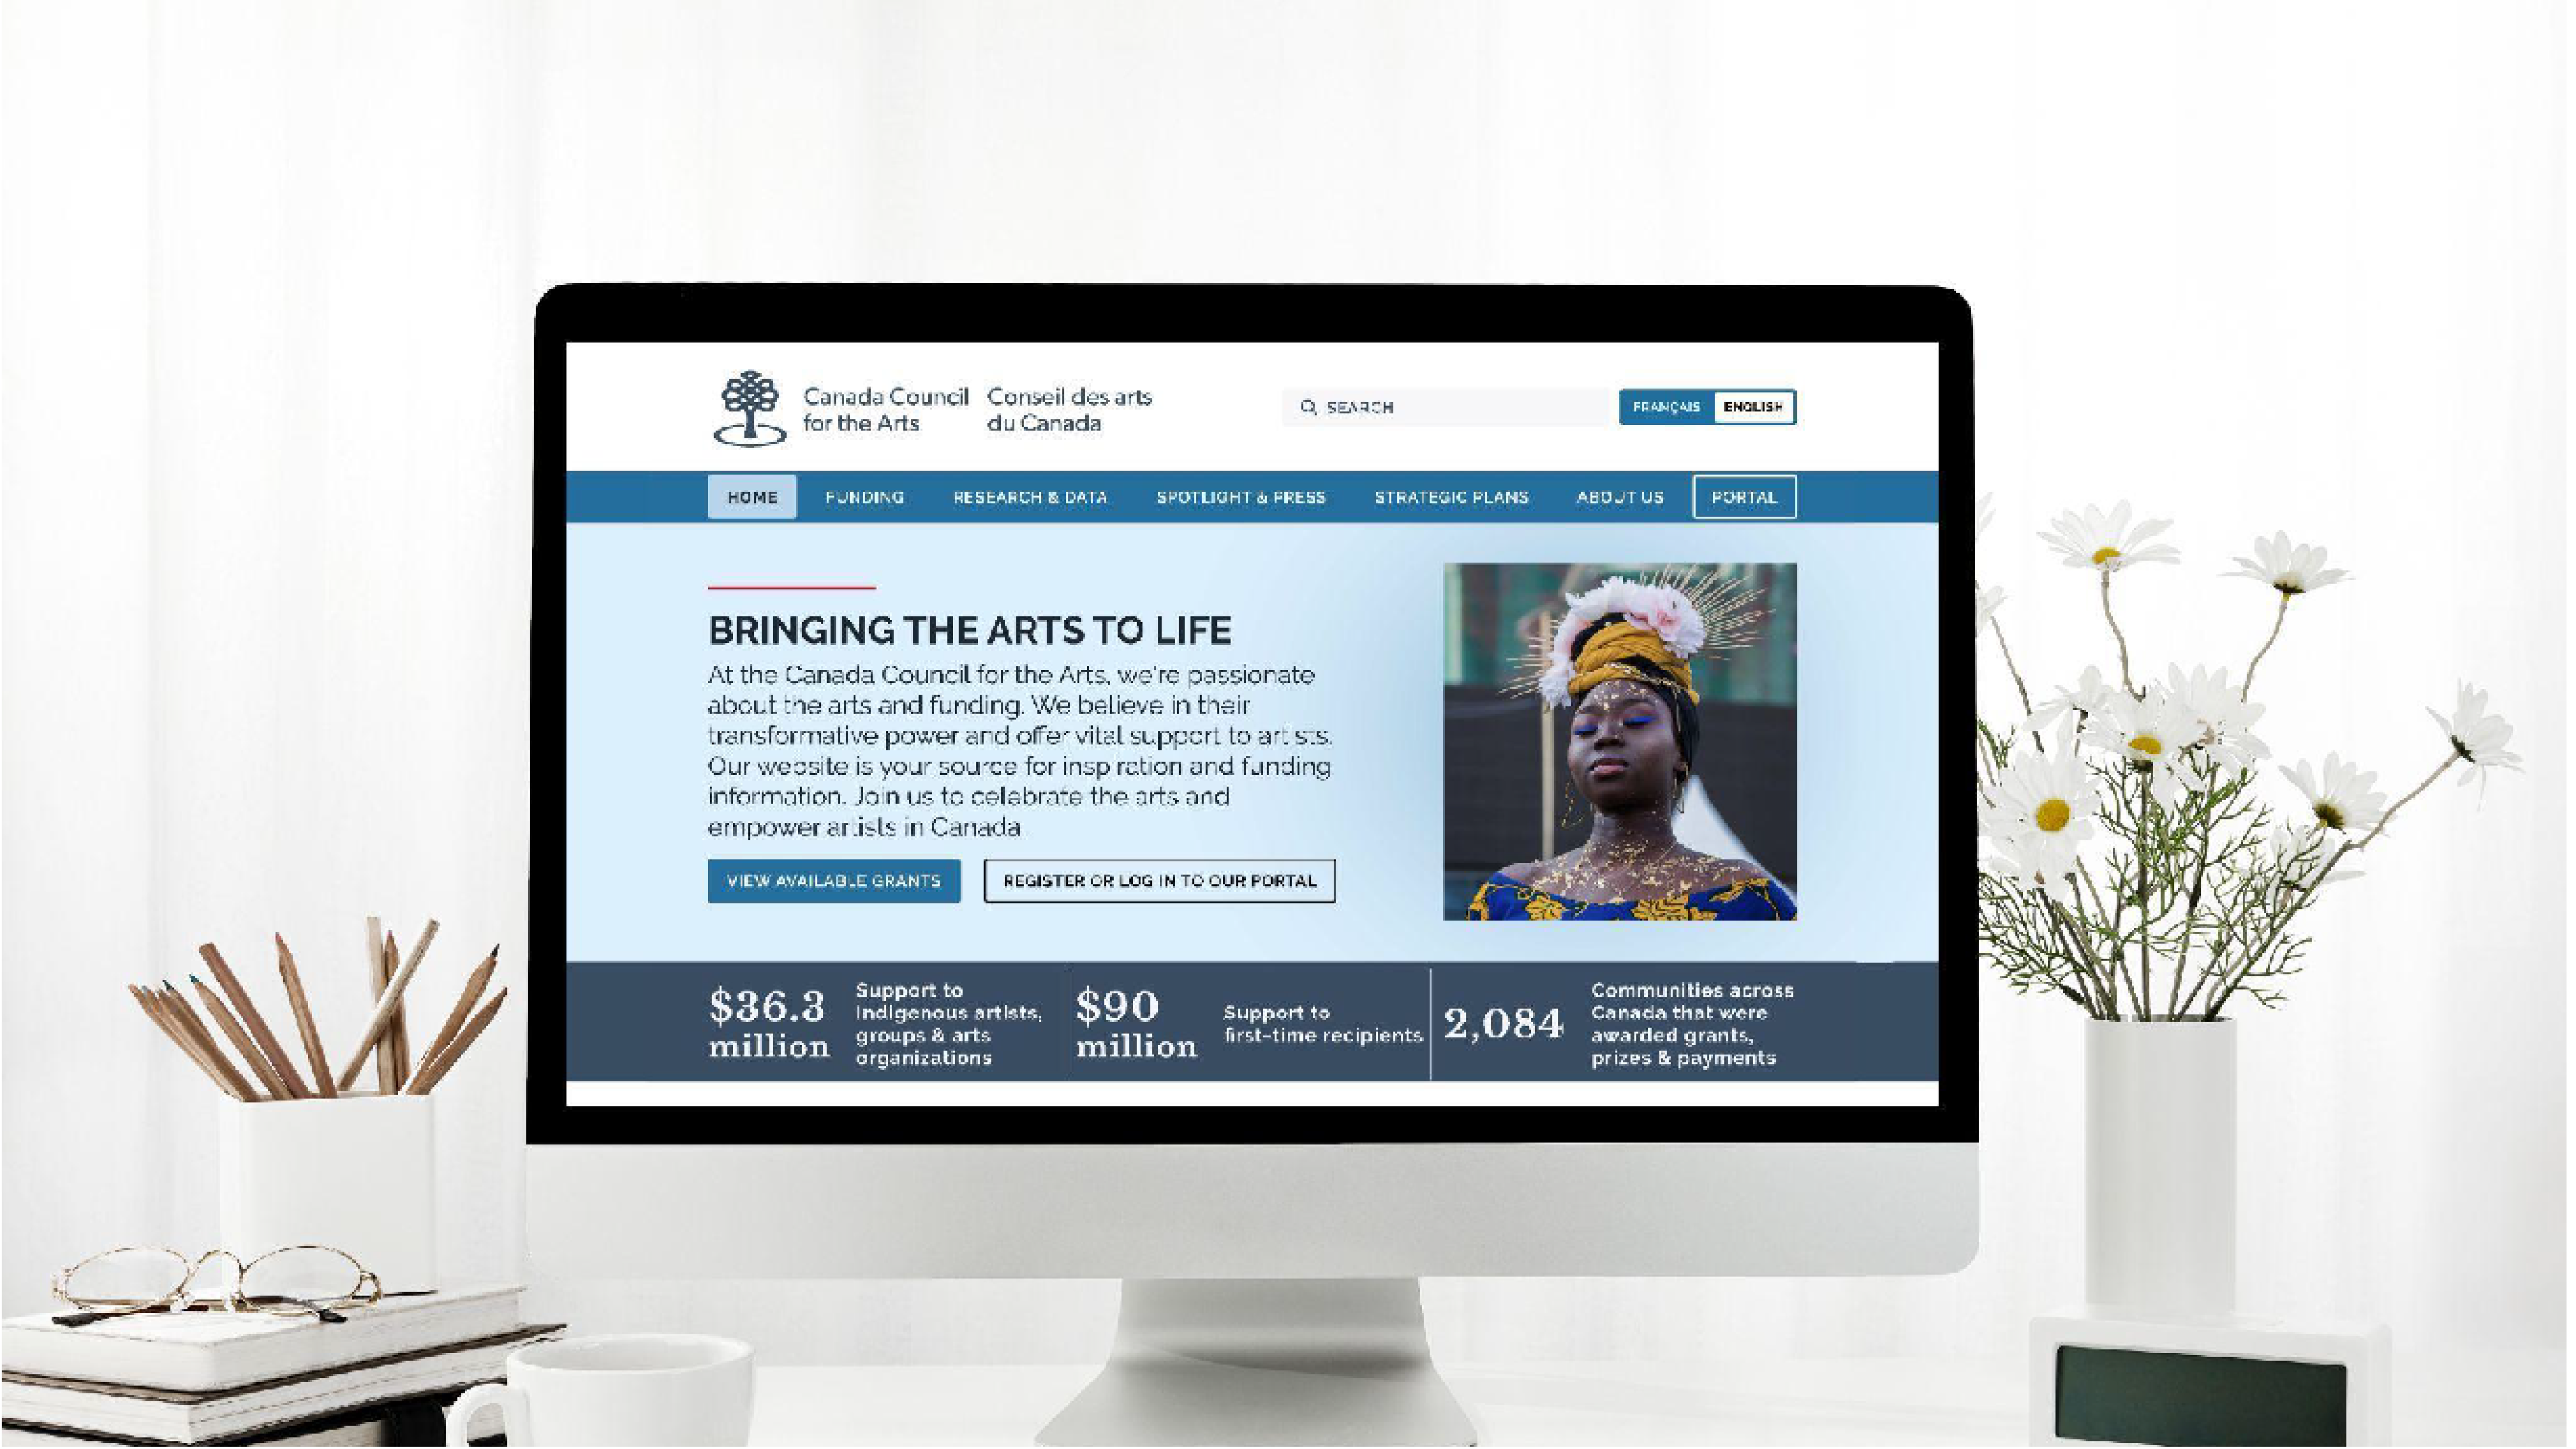 Canada Council
for the Arts
Conseil des arts
du Canada
SEARCH
FRANÇAIS
ENGLISH
HOME
FUNDING
RESEARCH & DATA
SPOTLIGHT & PRESS
STRATEGIC PLANS
ABOUT US
PORTAL
BRINGING THE ARTS TO LIFE
At the Canada Council for the Arts, we're passionate
about the arts and funding. We believe in their
transformative power and offer vital support to artists.
Our website is your source for inspiration and funding
information. Join us to celebrate the arts and
empower artists in Canada
VIEW AVAILABLE GRANTS
REGISTER OR LOG IN TO OUR PORTAL
$36.3
million
Support to
Indigenous artists,
groups & arts
organizations
$90
million
Support to
first-time recipients
2,084
Communities across
Canada that were
awarded grants,
prizes & payments